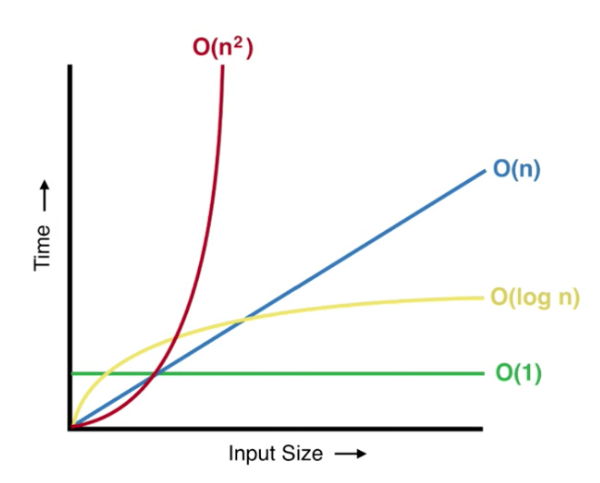 O(n²)
O(n)
O(log n)
O(1)
Time →
Input Size →